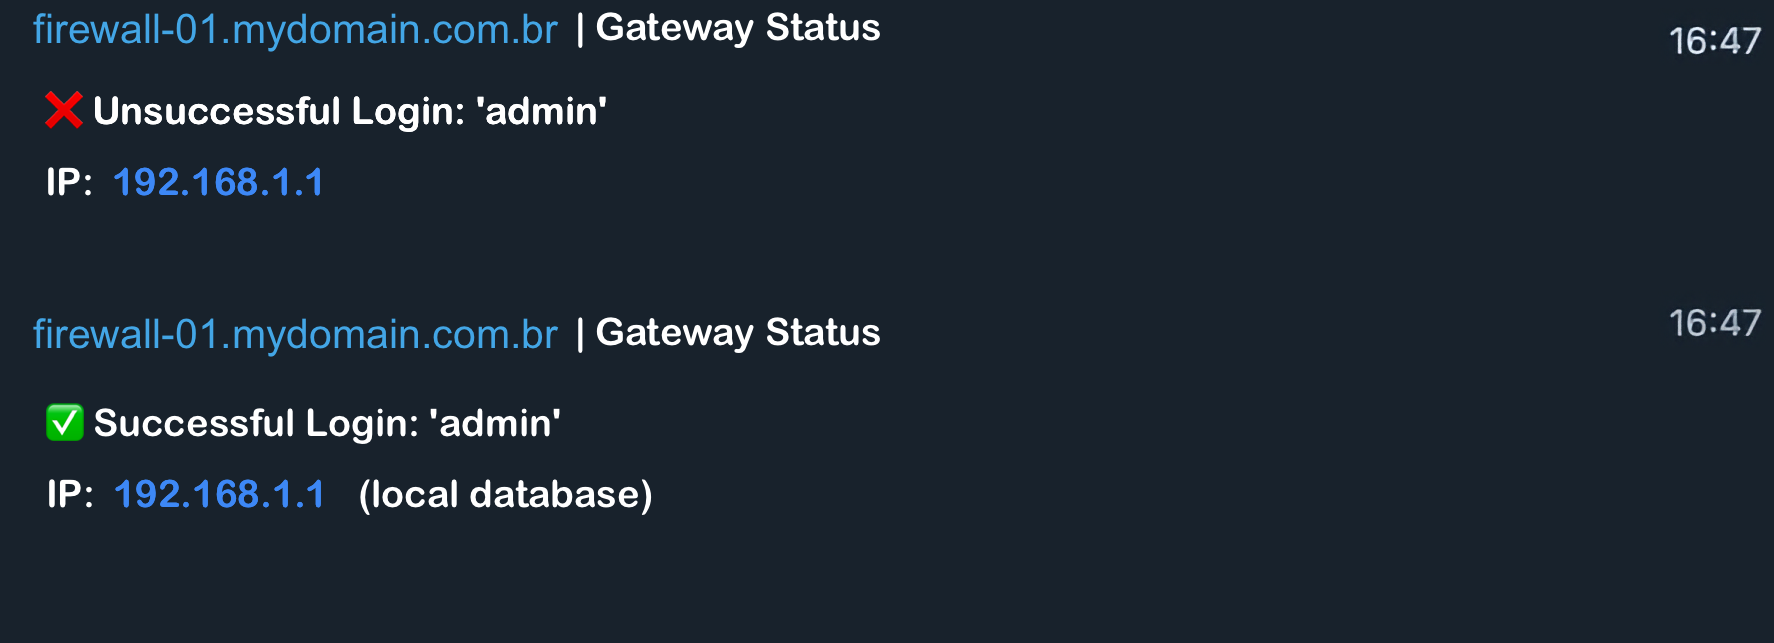 firewall-01.mydomain.com.br | Gateway Status 16:47
❌ Unsuccessful Login: 'admin'
IP: 192.168.1.1
firewall-01.mydomain.com.br | Gateway Status 16:47
✅ Successful Login: 'admin'
IP: 192.168.1.1 (local database)